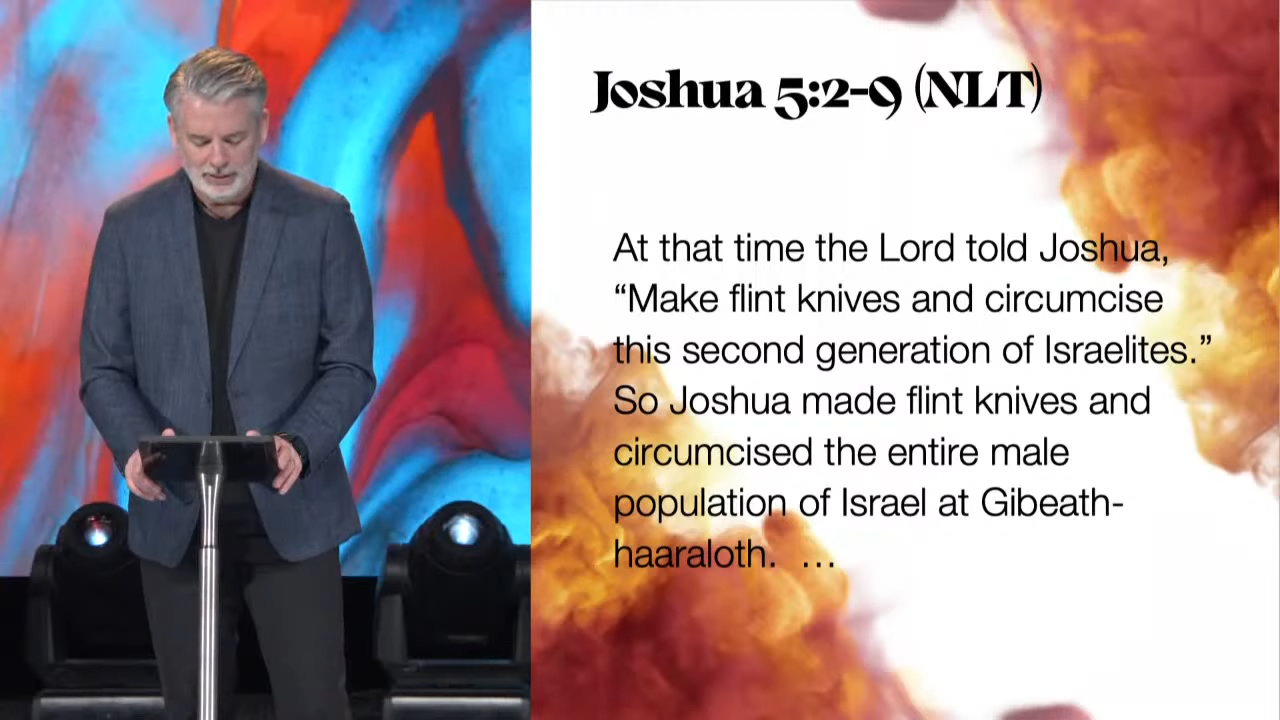 Joshua 5:2-9 (NLT)
At that time the Lord told Joshua,
“Make flint knives and circumcise
this second generation of Israelites.”
So Joshua made flint knives and
circumcised the entire male
population of Israel at Gibeath-
haaraloth.  …